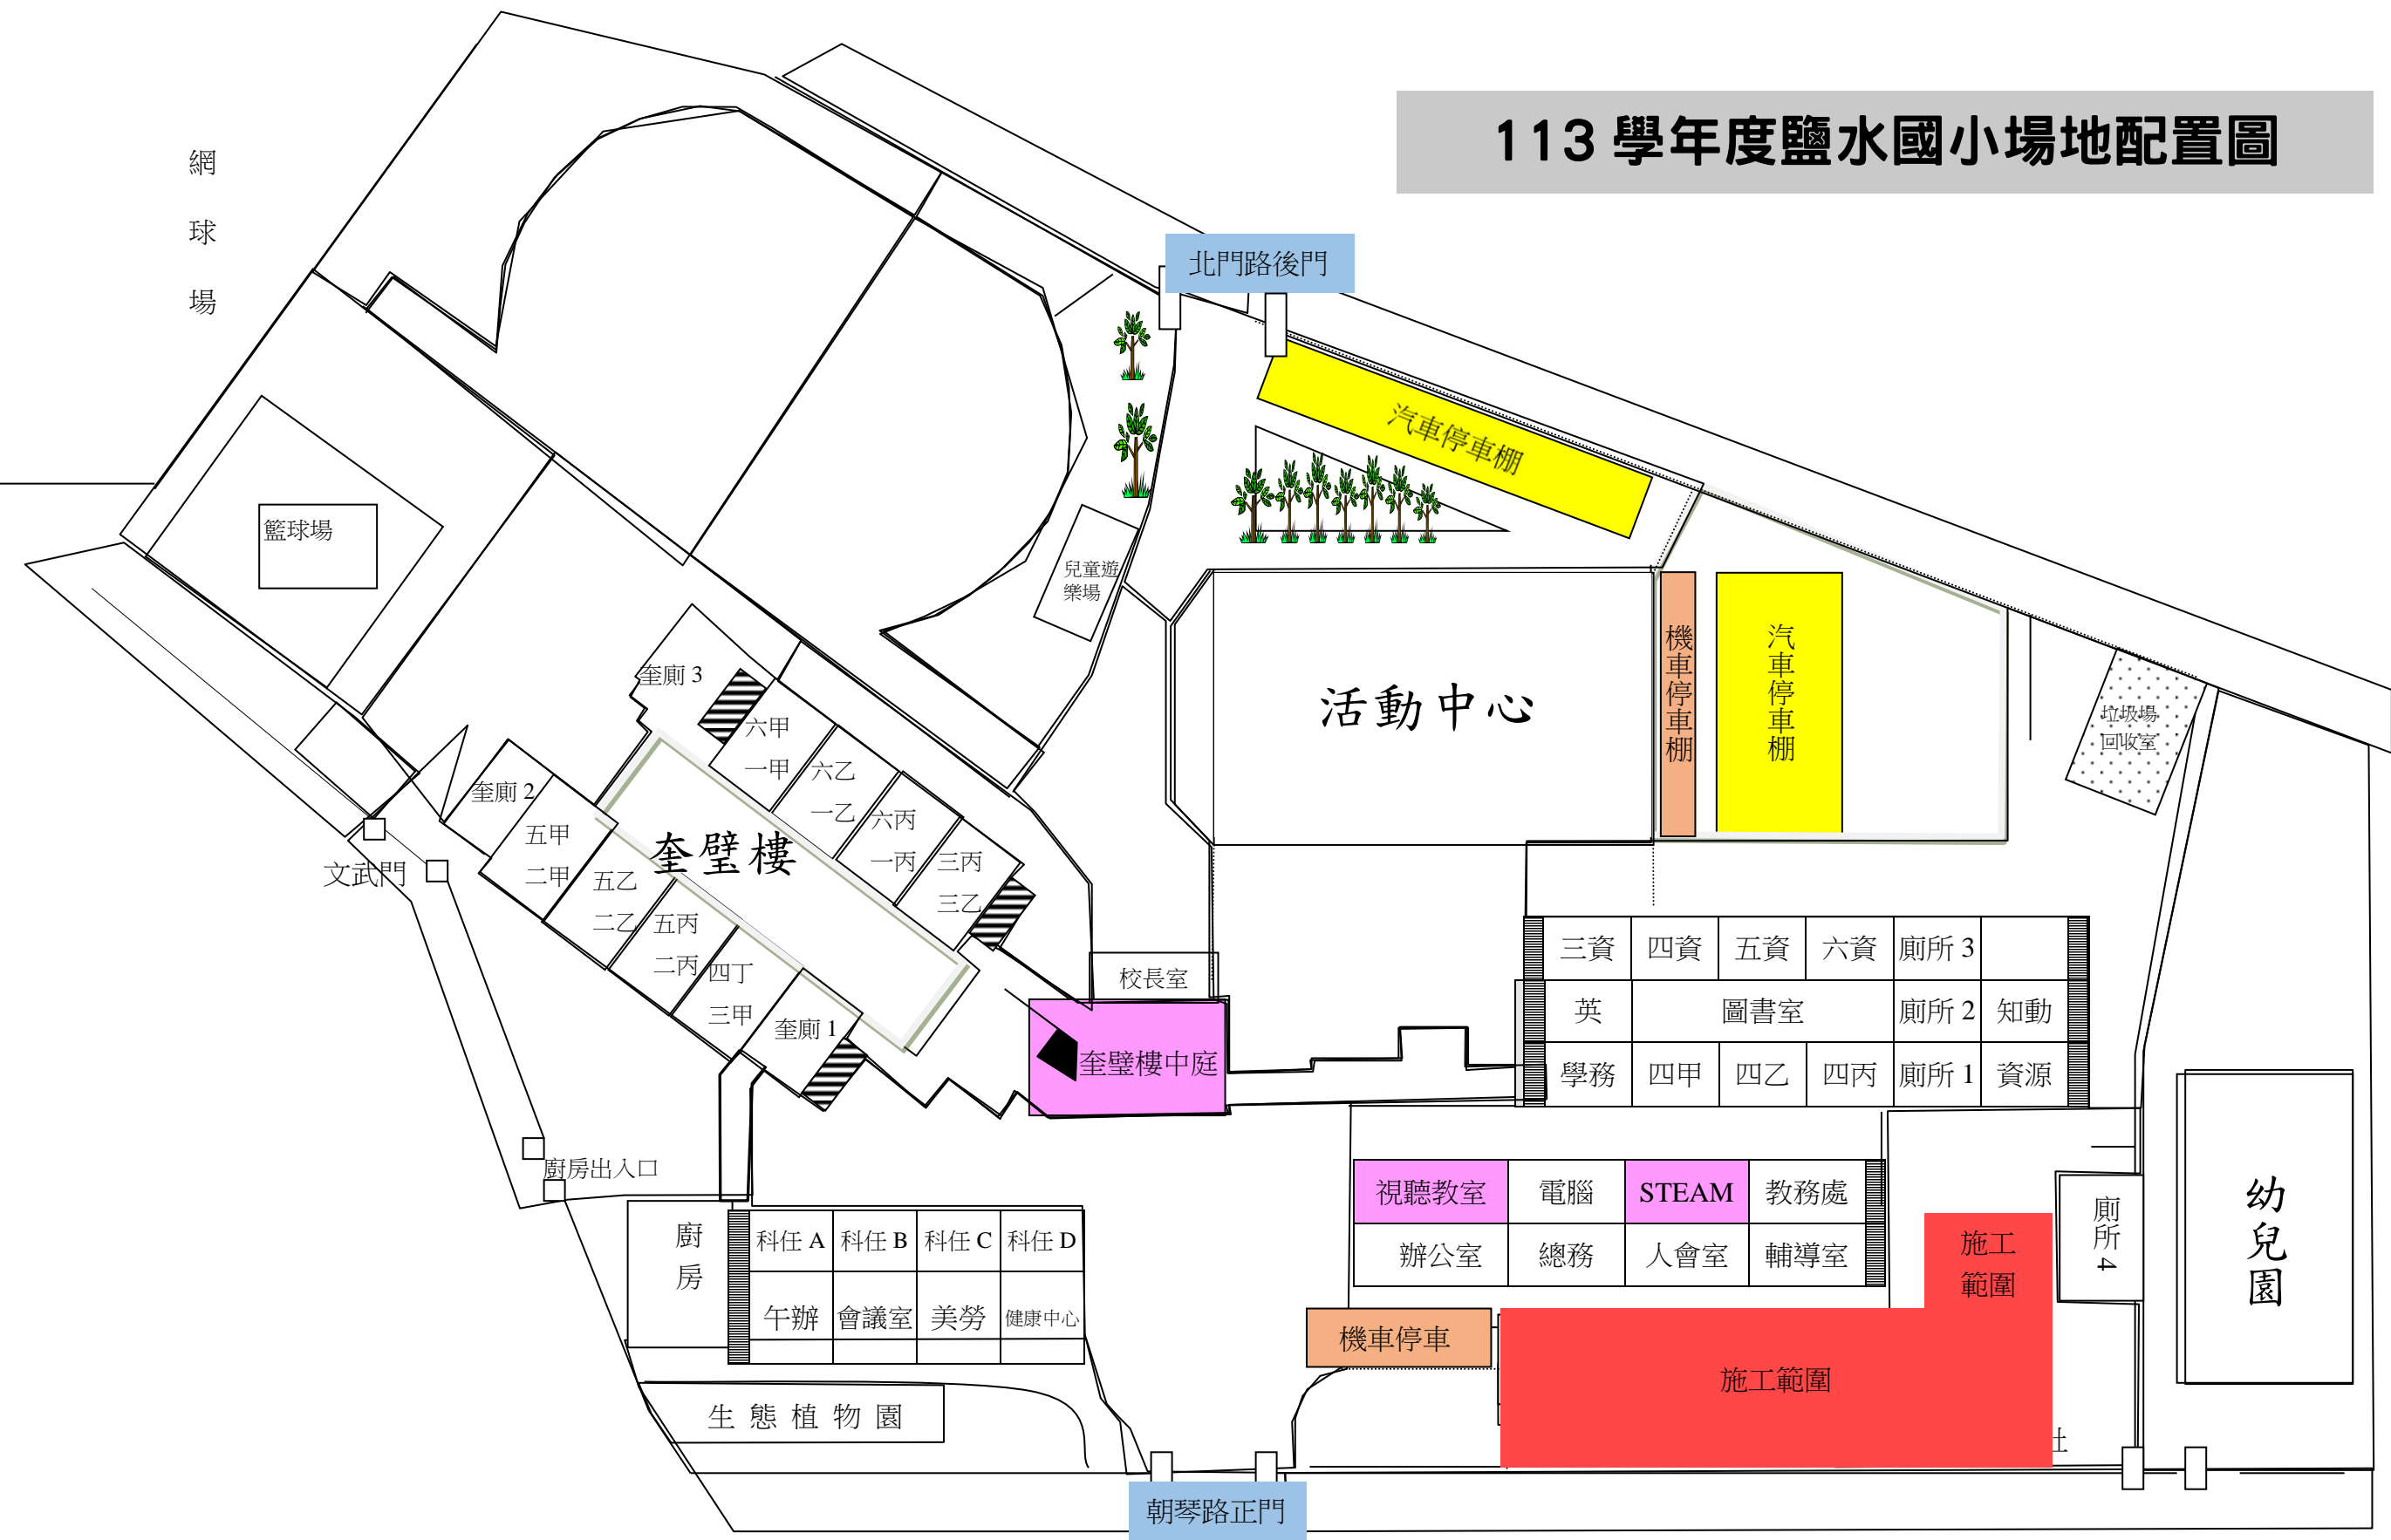 113 學年度鹽水國小場地配置圖
網
球
場
北門路後門
汽車停車棚
籃球場
兒童遊
樂場
機車停車棚
汽車停車棚
活動中心
垃圾場
回收室
奎廁 3
六甲
一甲
六乙
一乙
六丙
一丙
三丙
三乙
奎璧樓
奎廁 2
五甲
二甲
五乙
二乙
五丙
二丙
四丁
三甲
奎廁 1
文武門
校長室
奎璧樓中庭
三資 四資 五資 六資 廁所 3
英 圖書室 廁所 2 知動
學務 四甲 四乙 四丙 廁所 1 資源
廚房出入口
視聽教室 電腦 STEAM 教務處
辦公室 總務 人會室 輔導室
廚
房
科任 A 科任 B 科任 C 科任 D
午辦 會議室 美勞 健康中心
施工
範圍
廁所 4
幼兒園
機車停車
施工範圍
生態植物園
朝琴路正門